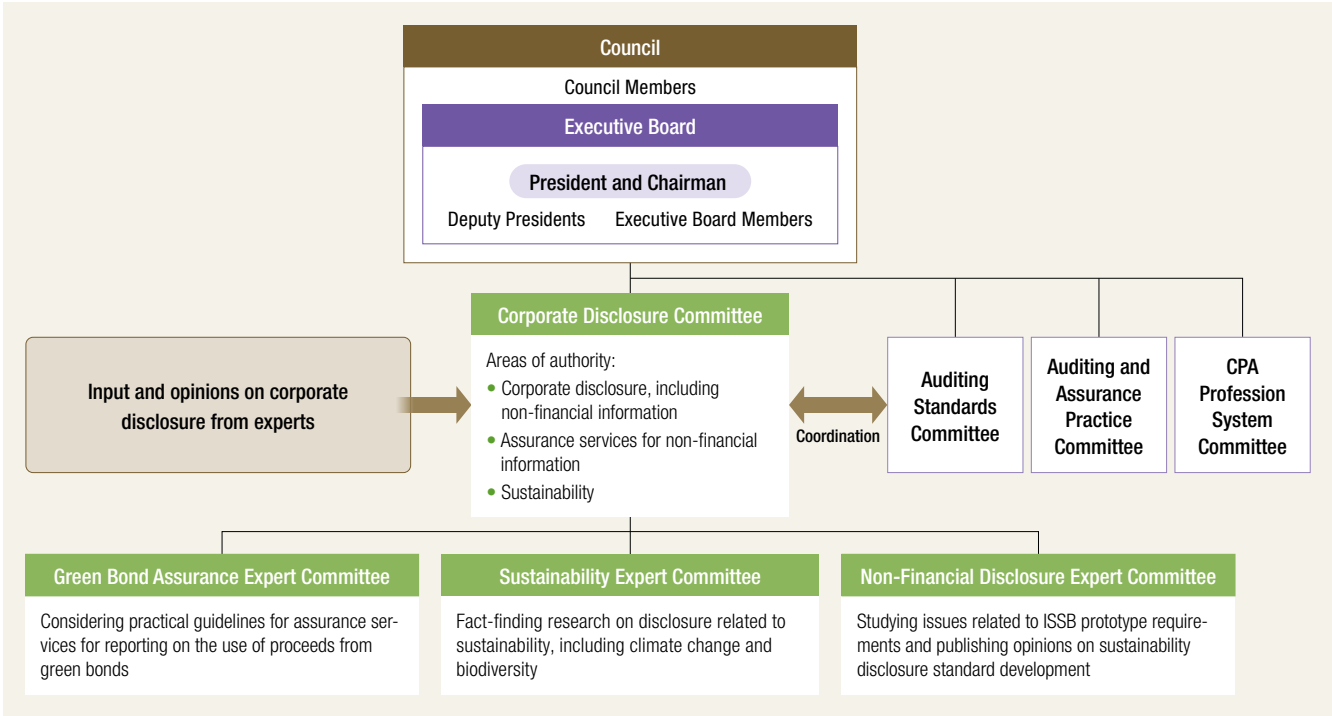 Council
Council Members
Executive Board
President and Chairman
Deputy Presidents
Executive Board Members
Corporate Disclosure Committee
Areas of authority:
• Corporate disclosure, including
non-financial information
• Assurance services for non-financial
information
• Sustainability
Input and opinions on corporate
disclosure from experts
Coordination
Auditing
Standards
Committee
Auditing and
Assurance
Practice
Committee
CPA
Profession
System
Committee
Green Bond Assurance Expert Committee
Considering practical guidelines for assurance ser-
vices for reporting on the use of proceeds from
green bonds
Sustainability Expert Committee
Fact-finding research on disclosure related to
sustainability, including climate change and
biodiversity
Non-Financial Disclosure Expert Committee
Studying issues related to ISSB prototype require-
ments and publishing opinions on sustainability
disclosure standard development